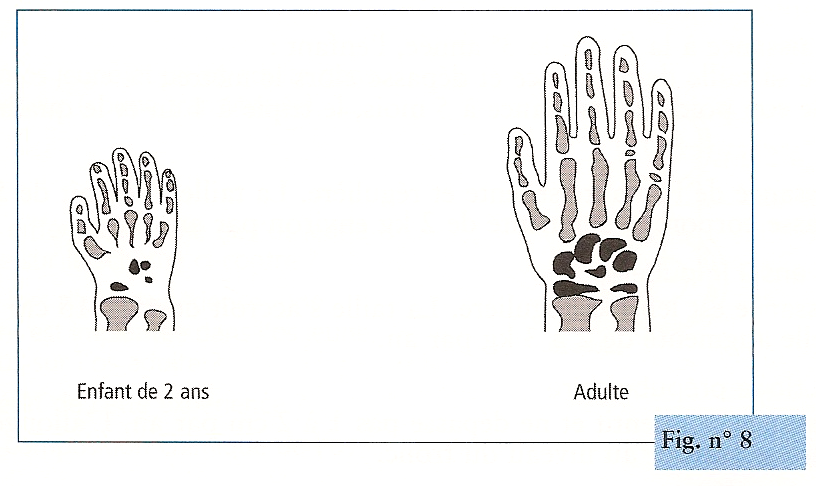 Enfant de 2 ans
Adulte
Fig. n° 8